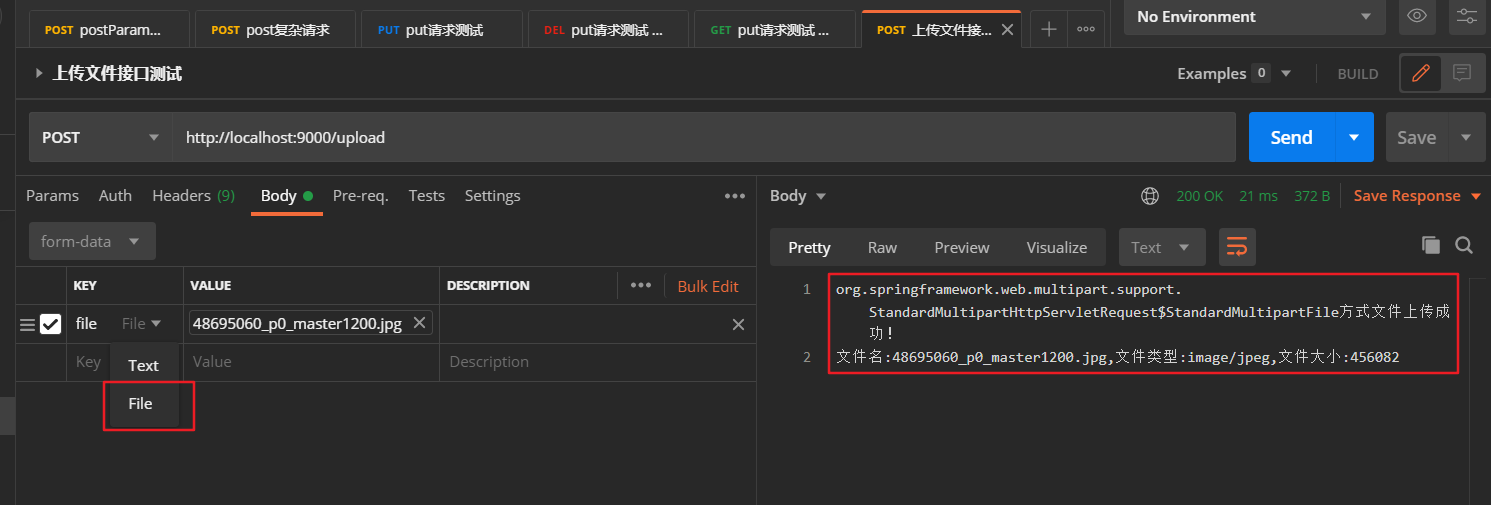 POST postParam...
POST post复杂请求
PUT put请求测试
DEL put请求测试 ...
GET put请求测试 ...
POST 上传文件接...
No Environment
上传文件接口测试
Examples 0
BUILD
POST
http://localhost:9000/upload
Send
Save
Params Auth Headers (9) Body Pre-req. Tests Settings
form-data
KEY VALUE DESCRIPTION Bulk Edit
file File 48695060_p0_master1200.jpg
Key Value Description
Text
File
Body
200 OK 21 ms 372 B Save Response
Pretty Raw Preview Visualize Text
1 org.springframework.web.multipart.support.
StandardMultipartHttpServletRequest$StandardMultipartFile方式文件上传成
功!
2 文件名:48695060_p0_master1200.jpg,文件类型:image/jpeg,文件大小:456082